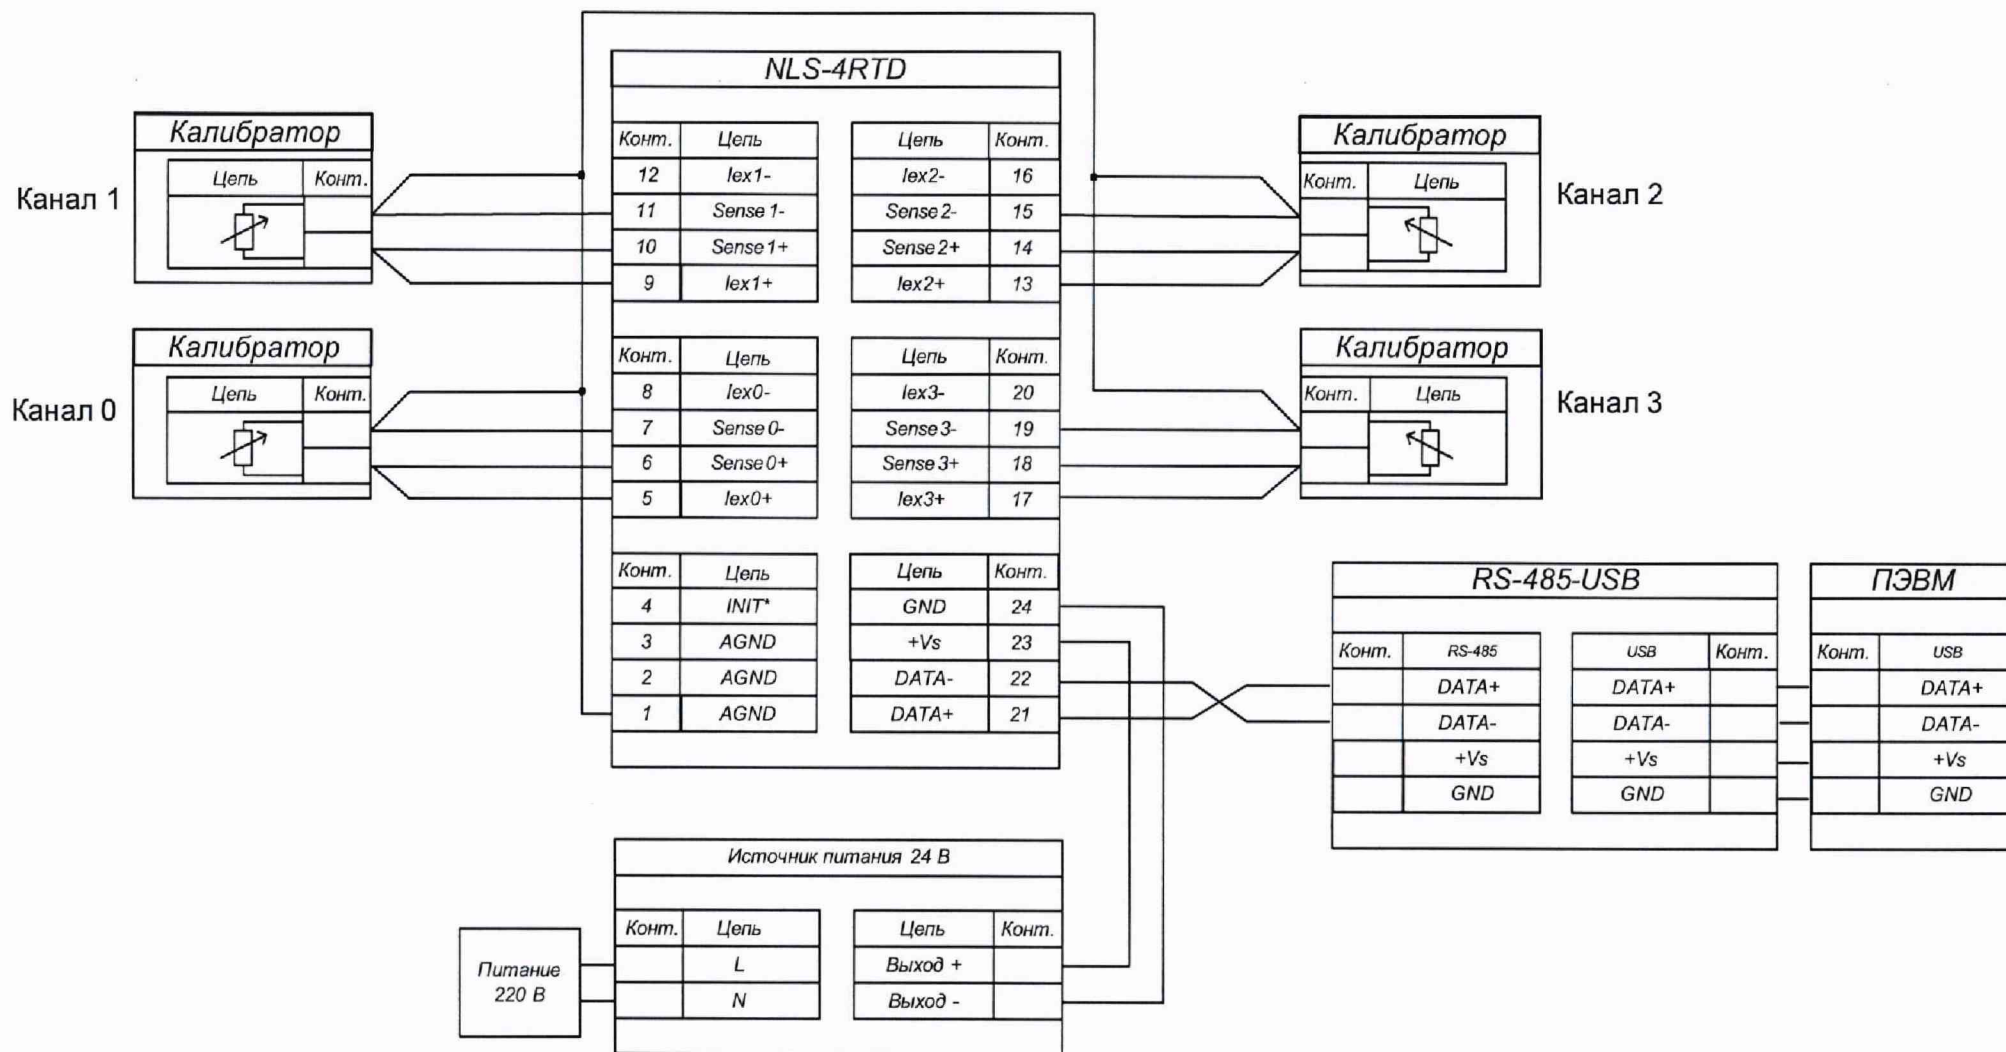 NLS-4RTD
Калибратор
Цепь Конт.
Канал 1
Конт. Цепь
12 Iex1-
11 Sense 1-
10 Sense 1+
9 Iex1+
Цепь Конт.
Iex2- 16
Sense 2- 15
Sense 2+ 14
Iex2+ 13
Калибратор
Конт. Цепь
Канал 2
Калибратор
Цепь Конт.
Канал 0
Конт. Цепь
8 Iex0-
7 Sense 0-
6 Sense 0+
5 Iex0+
Цепь Конт.
Iex3- 20
Sense 3- 19
Sense 3+ 18
Iex3+ 17
Калибратор
Конт. Цепь
Канал 3
Конт. Цепь
4 INIT*
3 AGND
2 AGND
1 AGND
Цепь Конт.
GND 24
+Vs 23
DATA- 22
DATA+ 21
RS-485-USB
Конт. RS-485
DATA+
DATA-
+Vs
GND
USB Конт.
DATA+
DATA-
+Vs
GND
ПЭВМ
Конт. USB
DATA+
DATA-
+Vs
GND
Источник питания 24 В
Питание
220 В
Конт. Цепь
L
N
Цепь Конт.
Выход +
Выход -